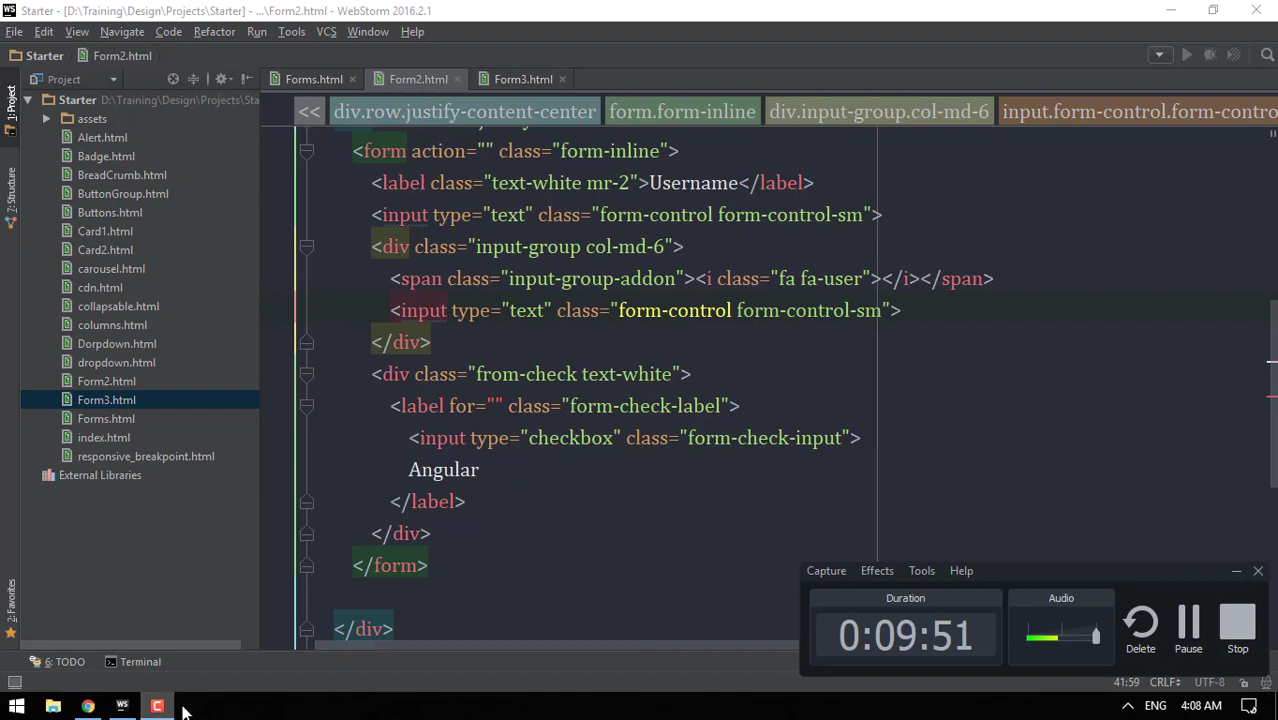 WS Starter - [D:\Training\Design\Projects\Starter] - ...\Form2.html - WebStorm 2016.2.1
File Edit View Navigate Code Refactor Run Tools VCS Window Help
Starter Form2.html
Project Forms.html Form2.html Form3.html
<< div.row.justify-content-center form.form-inline div.input-group.col-md-6 input.form-control.form-contro
1: Project
7: Structure
2: Favorites
Starter D:\Training\Design\Projects\Sta
assets
Alert.html
Badge.html
BreadCrumb.html
ButtonGroup.html
Buttons.html
Card1.html
Card2.html
carousel.html
cdn.html
collapsable.html
columns.html
Dorpdown.html
dropdown.html
Form2.html
Form3.html
Forms.html
index.html
responsive_breakpoint.html
External Libraries
<form action="" class="form-inline">
<label class="text-white mr-2">Username</label>
<input type="text" class="form-control form-control-sm">
<div class="input-group col-md-6">
<span class="input-group-addon"><i class="fa fa-user"></i></span>
<input type="text" class="form-control form-control-sm">
</div>
<div class="from-check text-white">
<label for="" class="form-check-label">
<input type="checkbox" class="form-check-input">
Angular
</label>
</div>
</form>
</div>
Capture Effects Tools Help
Duration Audio
0:09:51
Delete Pause Stop
6: TODO Terminal
41:59 CRLF UTF-8
WS C ENG 4:08 AM